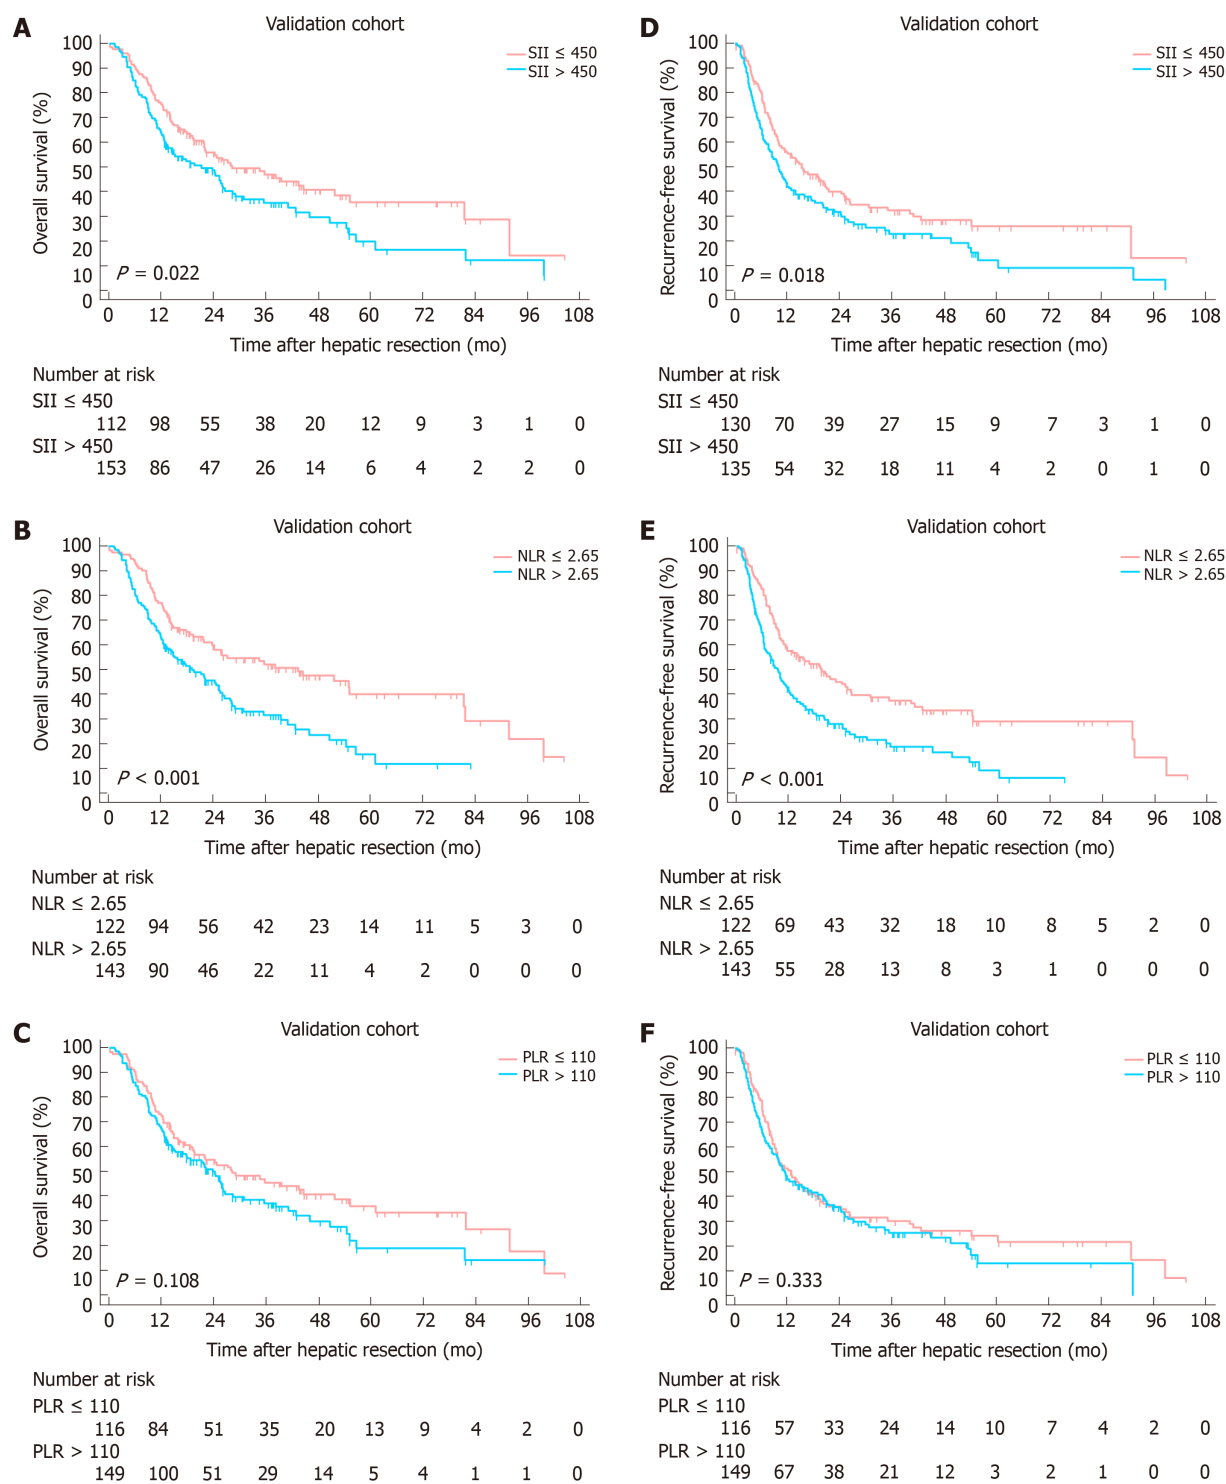 A
Validation cohort
SII ≤ 450
SII > 450
Overall survival (%)
100
90
80
70
60
50
40
30
20
10
0
P = 0.022
0 12 24 36 48 60 72 84 96 108
Time after hepatic resection (mo)
Number at risk
SII ≤ 450
112 98 55 38 20 12 9 3 1 0
SII > 450
153 86 47 26 14 6 4 2 2 0
D
Validation cohort
SII ≤ 450
SII > 450
Recurrence-free survival (%)
100
90
80
70
60
50
40
30
20
10
0
P = 0.018
0 12 24 36 48 60 72 84 96 108
Time after hepatic resection (mo)
Number at risk
SII ≤ 450
130 70 39 27 15 9 7 3 1 0
SII > 450
135 54 32 18 11 4 2 0 1 0
B
Validation cohort
NLR ≤ 2.65
NLR > 2.65
Overall survival (%)
100
90
80
70
60
50
40
30
20
10
0
P < 0.001
0 12 24 36 48 60 72 84 96 108
Time after hepatic resection (mo)
Number at risk
NLR ≤ 2.65
122 94 56 42 23 14 11 5 3 0
NLR > 2.65
143 90 46 22 11 4 2 0 0 0
E
Validation cohort
NLR ≤ 2.65
NLR > 2.65
Recurrence-free survival (%)
100
90
80
70
60
50
40
30
20
10
0
P < 0.001
0 12 24 36 48 60 72 84 96 108
Time after hepatic resection (mo)
Number at risk
NLR ≤ 2.65
122 69 43 32 18 10 8 5 2 0
NLR > 2.65
143 55 28 13 8 3 1 0 0 0
C
Validation cohort
PLR ≤ 110
PLR > 110
Overall survival (%)
100
90
80
70
60
50
40
30
20
10
0
P = 0.108
0 12 24 36 48 60 72 84 96 108
Time after hepatic resection (mo)
Number at risk
PLR ≤ 110
116 84 51 35 20 13 9 4 2 0
PLR > 110
149 100 51 29 14 5 4 1 1 0
F
Validation cohort
PLR ≤ 110
PLR > 110
Recurrence-free survival (%)
100
90
80
70
60
50
40
30
20
10
0
P = 0.333
0 12 24 36 48 60 72 84 96 108
Time after hepatic resection (mo)
Number at risk
PLR ≤ 110
116 57 33 24 14 10 7 4 2 0
PLR > 110
149 67 38 21 12 3 2 1 0 0